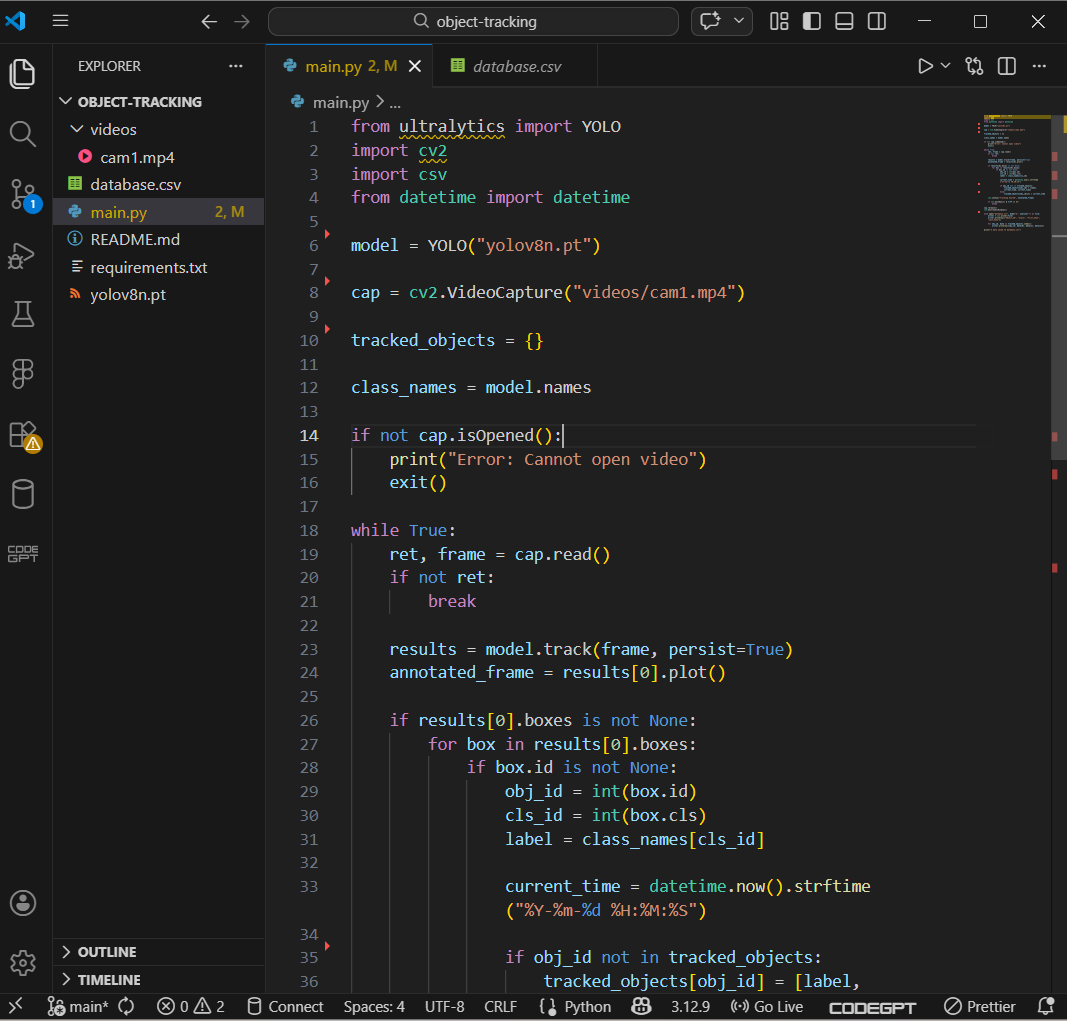 object-tracking
EXPLORER
OBJECT-TRACKING
videos
cam1.mp4
database.csv
main.py 2, M
README.md
requirements.txt
yolov8n.pt
OUTLINE
TIMELINE
1
CODE
GPT
main.py 2, M
database.csv
main.py > ...
1 from ultralytics import YOLO
2 import cv2
3 import csv
4 from datetime import datetime
5
6 model = YOLO("yolov8n.pt")
7
8 cap = cv2.VideoCapture("videos/cam1.mp4")
9
10 tracked_objects = {}
11
12 class_names = model.names
13
14 if not cap.isOpened():
15     print("Error: Cannot open video")
16     exit()
17
18 while True:
19     ret, frame = cap.read()
20     if not ret:
21         break
22
23     results = model.track(frame, persist=True)
24     annotated_frame = results[0].plot()
25
26     if results[0].boxes is not None:
27         for box in results[0].boxes:
28             if box.id is not None:
29                 obj_id = int(box.id)
30                 cls_id = int(box.cls)
31                 label = class_names[cls_id]
32
33                 current_time = datetime.now().strftime
                ("%Y-%m-%d %H:%M:%S")
34
35                 if obj_id not in tracked_objects:
36                     tracked_objects[obj_id] = [label,
main* 0 2 Connect Spaces: 4 UTF-8 CRLF {} Python 3.12.9 Go Live CODEGPT Prettier